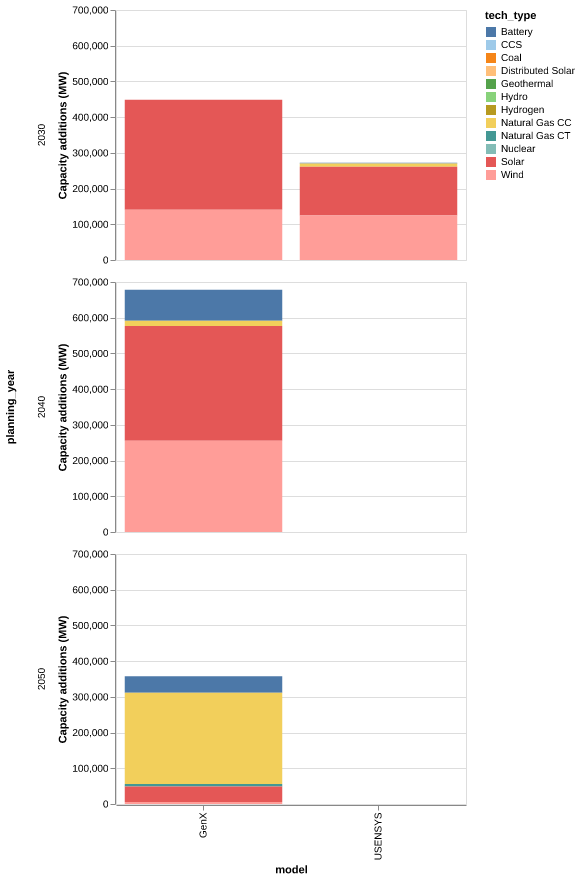 tech_type
Battery
CCS
Coal
Distributed Solar
Geothermal
Hydro
Hydrogen
Natural Gas CC
Natural Gas CT
Nuclear
Solar
Wind
planning_year
2030
Capacity additions (MW)
700,000
600,000
500,000
400,000
300,000
200,000
100,000
0
2040
Capacity additions (MW)
700,000
600,000
500,000
400,000
300,000
200,000
100,000
0
2050
Capacity additions (MW)
700,000
600,000
500,000
400,000
300,000
200,000
100,000
0
GenX
USENSYS
model